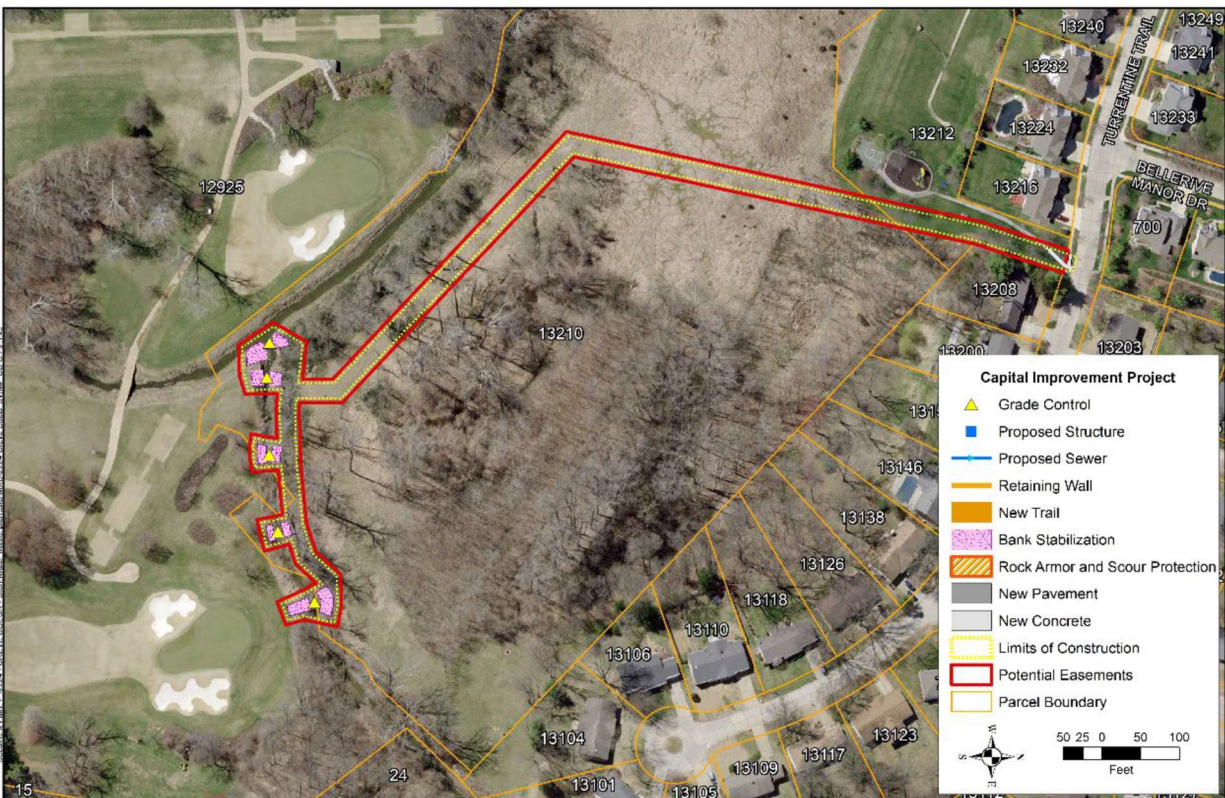 13240
13249
13241
13232
TURRENTINE TRAIL
13224
13233
13212
BELLERIVE
MANOR DR
13216
12925
700
13208
13210
13200
13203
13146
13138
13126
13118
13110
13106
13104
13123
13117
13109
13101
13105
24
15
Capital Improvement Project
Grade Control
Proposed Structure
Proposed Sewer
Retaining Wall
New Trail
Bank Stabilization
Rock Armor and Scour Protection
New Pavement
New Concrete
Limits of Construction
Potential Easements
Parcel Boundary
W
S
N
E
50 25 0 50 100
Feet